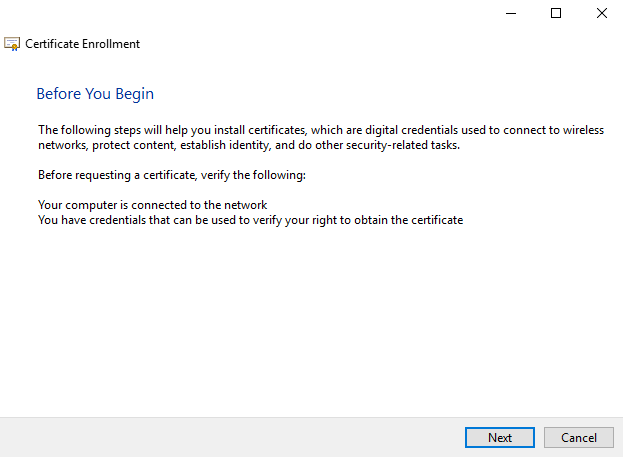 Certificate Enrollment
Before You Begin
The following steps will help you install certificates, which are digital credentials used to connect to wireless
networks, protect content, establish identity, and do other security-related tasks.
Before requesting a certificate, verify the following:
Your computer is connected to the network
You have credentials that can be used to verify your right to obtain the certificate
Next
Cancel